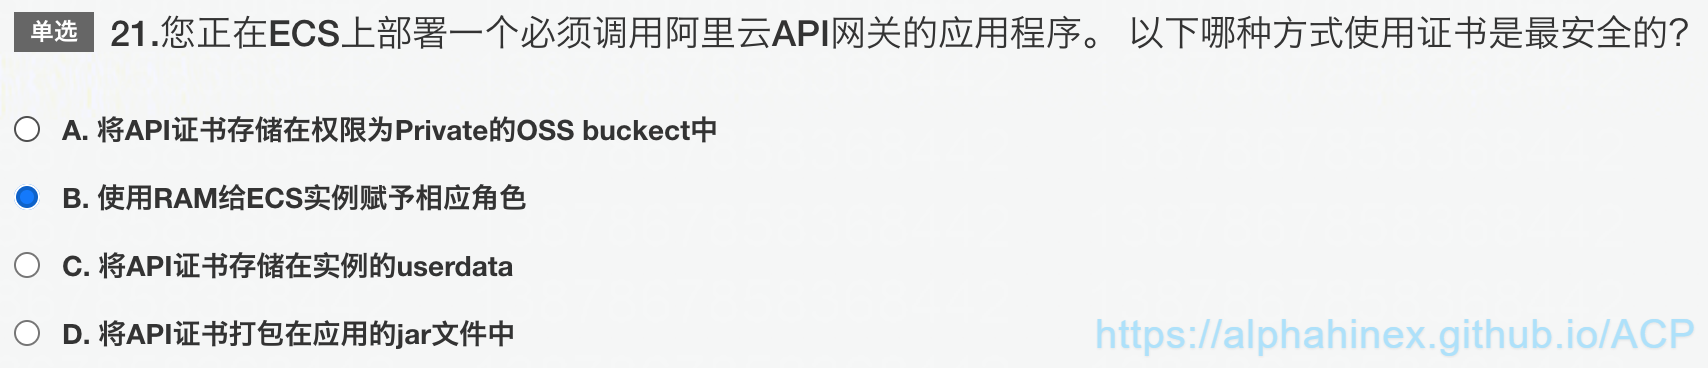 单选 21.您正在ECS上部署一个必须调用阿里云API网关的应用程序。 以下哪种方式使用证书是最安全的？
A. 将API证书存储在权限为Private的OSS buckect中
B. 使用RAM给ECS实例赋予相应角色
C. 将API证书存储在实例的userdata
D. 将API证书打包在应用的jar文件中
https://alphahinex.github.io/ACP